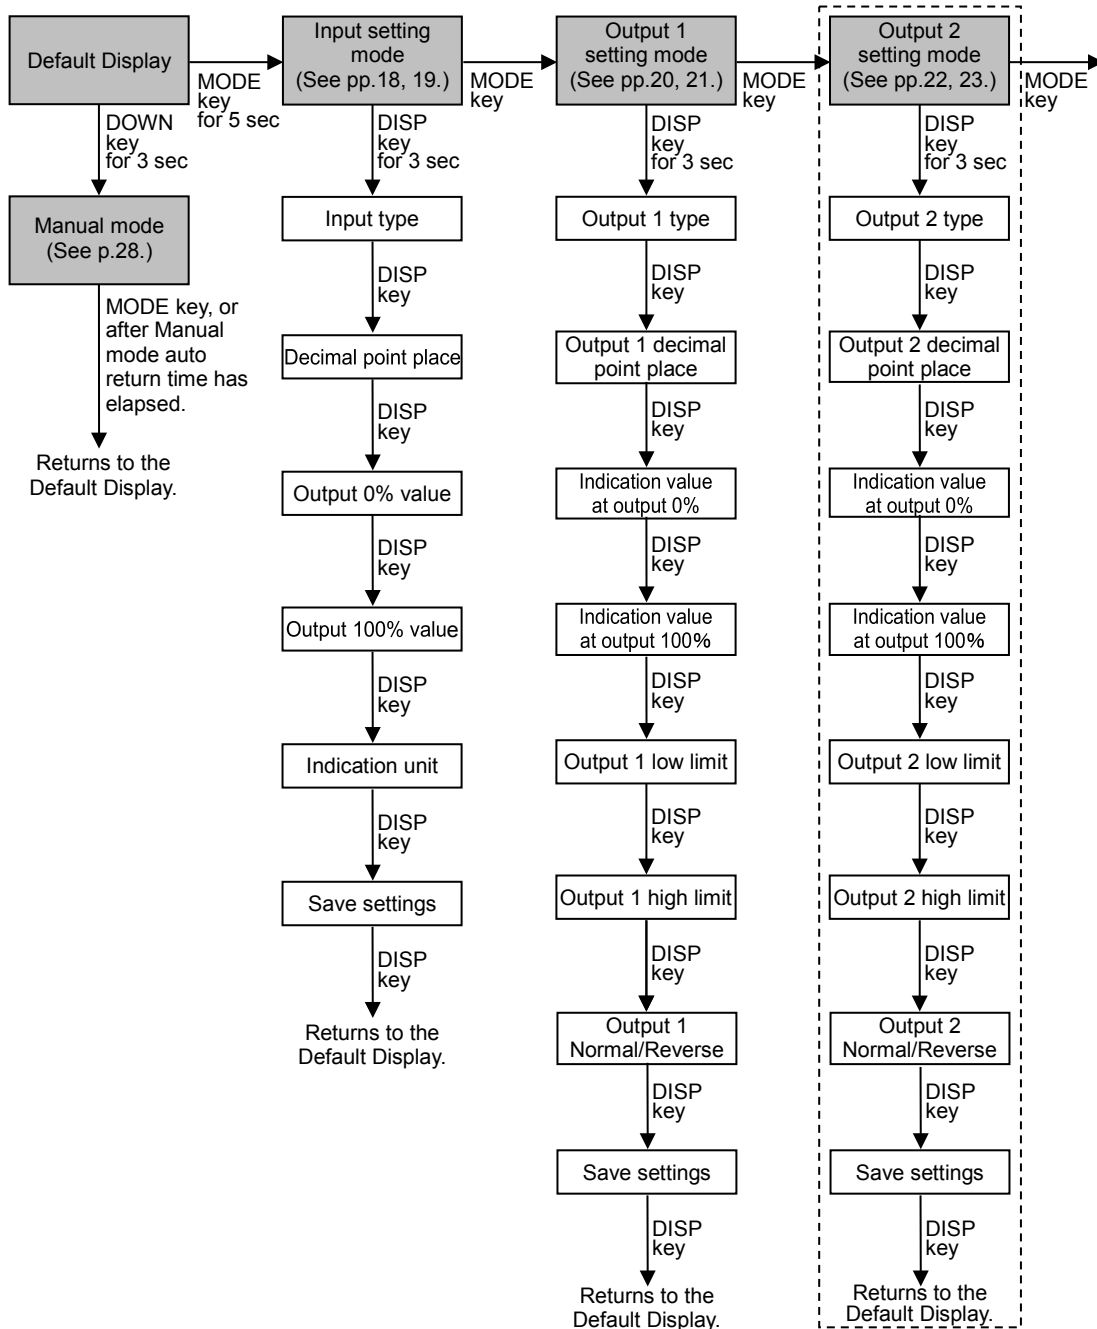 Default Display
MODE
key
for 5 sec
DOWN
key
for 3 sec
Manual mode
(See p.28.)
MODE key, or
after Manual
mode auto
return time has
elapsed.
Returns to the
Default Display.
Input setting
mode
(See pp.18, 19.)
MODE
key
DISP
key
for 3 sec
Input type
DISP
key
Decimal point place
DISP
key
Output 0% value
DISP
key
Output 100% value
DISP
key
Indication unit
DISP
key
Save settings
DISP
key
Returns to the
Default Display.
Output 1
setting mode
(See pp.20, 21.)
MODE
key
DISP
key
for 3 sec
Output 1 type
DISP
key
Output 1 decimal
point place
DISP
key
Indication value
at output 0%
DISP
key
Indication value
at output 100%
DISP
key
Output 1 low limit
DISP
key
Output 1 high limit
DISP
key
Output 1
Normal/Reverse
DISP
key
Save settings
DISP
key
Returns to the
Default Display.
Output 2
setting mode
(See pp.22, 23.)
MODE
key
DISP
key
for 3 sec
Output 2 type
DISP
key
Output 2 decimal
point place
DISP
key
Indication value
at output 0%
DISP
key
Indication value
at output 100%
DISP
key
Output 2 low limit
DISP
key
Output 2 high limit
DISP
key
Output 2
Normal/Reverse
DISP
key
Save settings
DISP
key
Returns to the
Default Display.